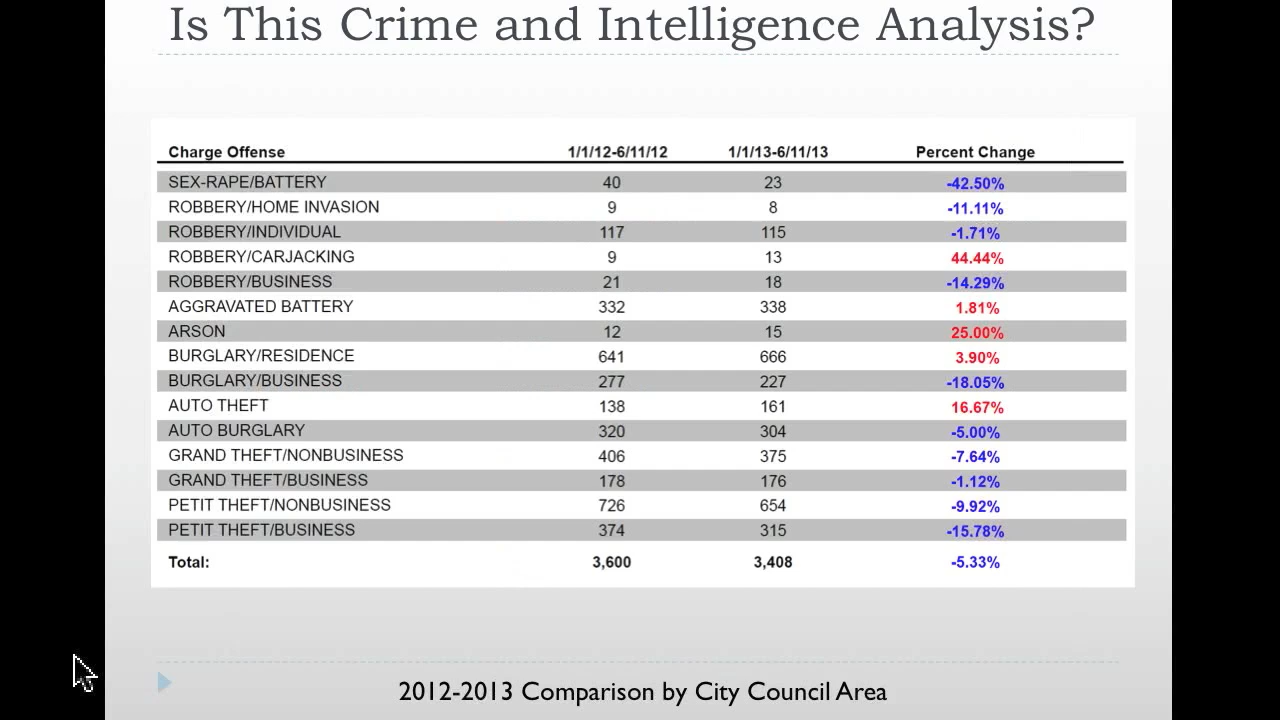 Is This Crime and Intelligence Analysis?
Charge Offense 1/1/12-6/11/12 1/1/13-6/11/13 Percent Change
SEX-RAPE/BATTERY 40 23 -42.50%
ROBBERY/HOME INVASION 9 8 -11.11%
ROBBERY/INDIVIDUAL 117 115 -1.71%
ROBBERY/CARJACKING 9 13 44.44%
ROBBERY/BUSINESS 21 18 -14.29%
AGGRAVATED BATTERY 332 338 1.81%
ARSON 12 15 25.00%
BURGLARY/RESIDENCE 641 666 3.90%
BURGLARY/BUSINESS 277 227 -18.05%
AUTO THEFT 138 161 16.67%
AUTO BURGLARY 320 304 -5.00%
GRAND THEFT/NONBUSINESS 406 375 -7.64%
GRAND THEFT/BUSINESS 178 176 -1.12%
PETIT THEFT/NONBUSINESS 726 654 -9.92%
PETIT THEFT/BUSINESS 374 315 -15.78%
Total: 3,600 3,408 -5.33%
2012-2013 Comparison by City Council Area